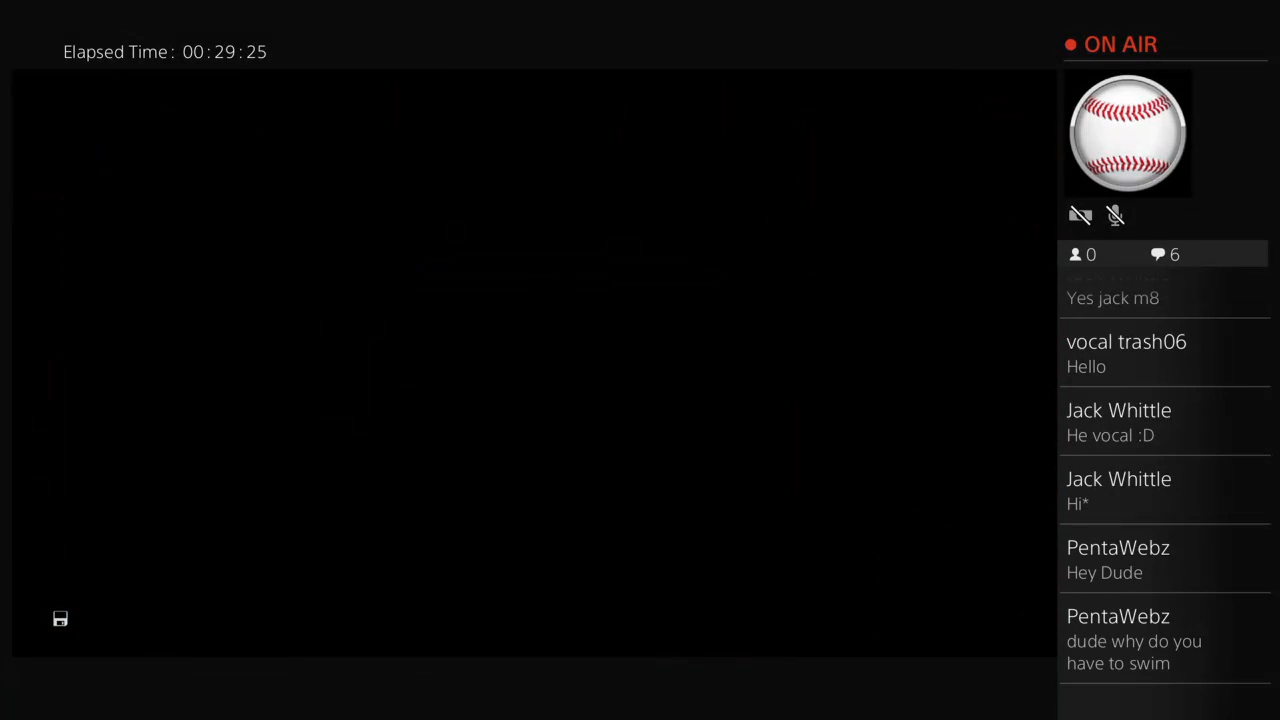 Elapsed Time: 00:29:25
ON AIR
0 6
Yes jack m8
vocal trash06
Hello
Jack Whittle
He vocal :D
Jack Whittle
Hi*
PentaWebz
Hey Dude
PentaWebz
dude why do you
have to swim